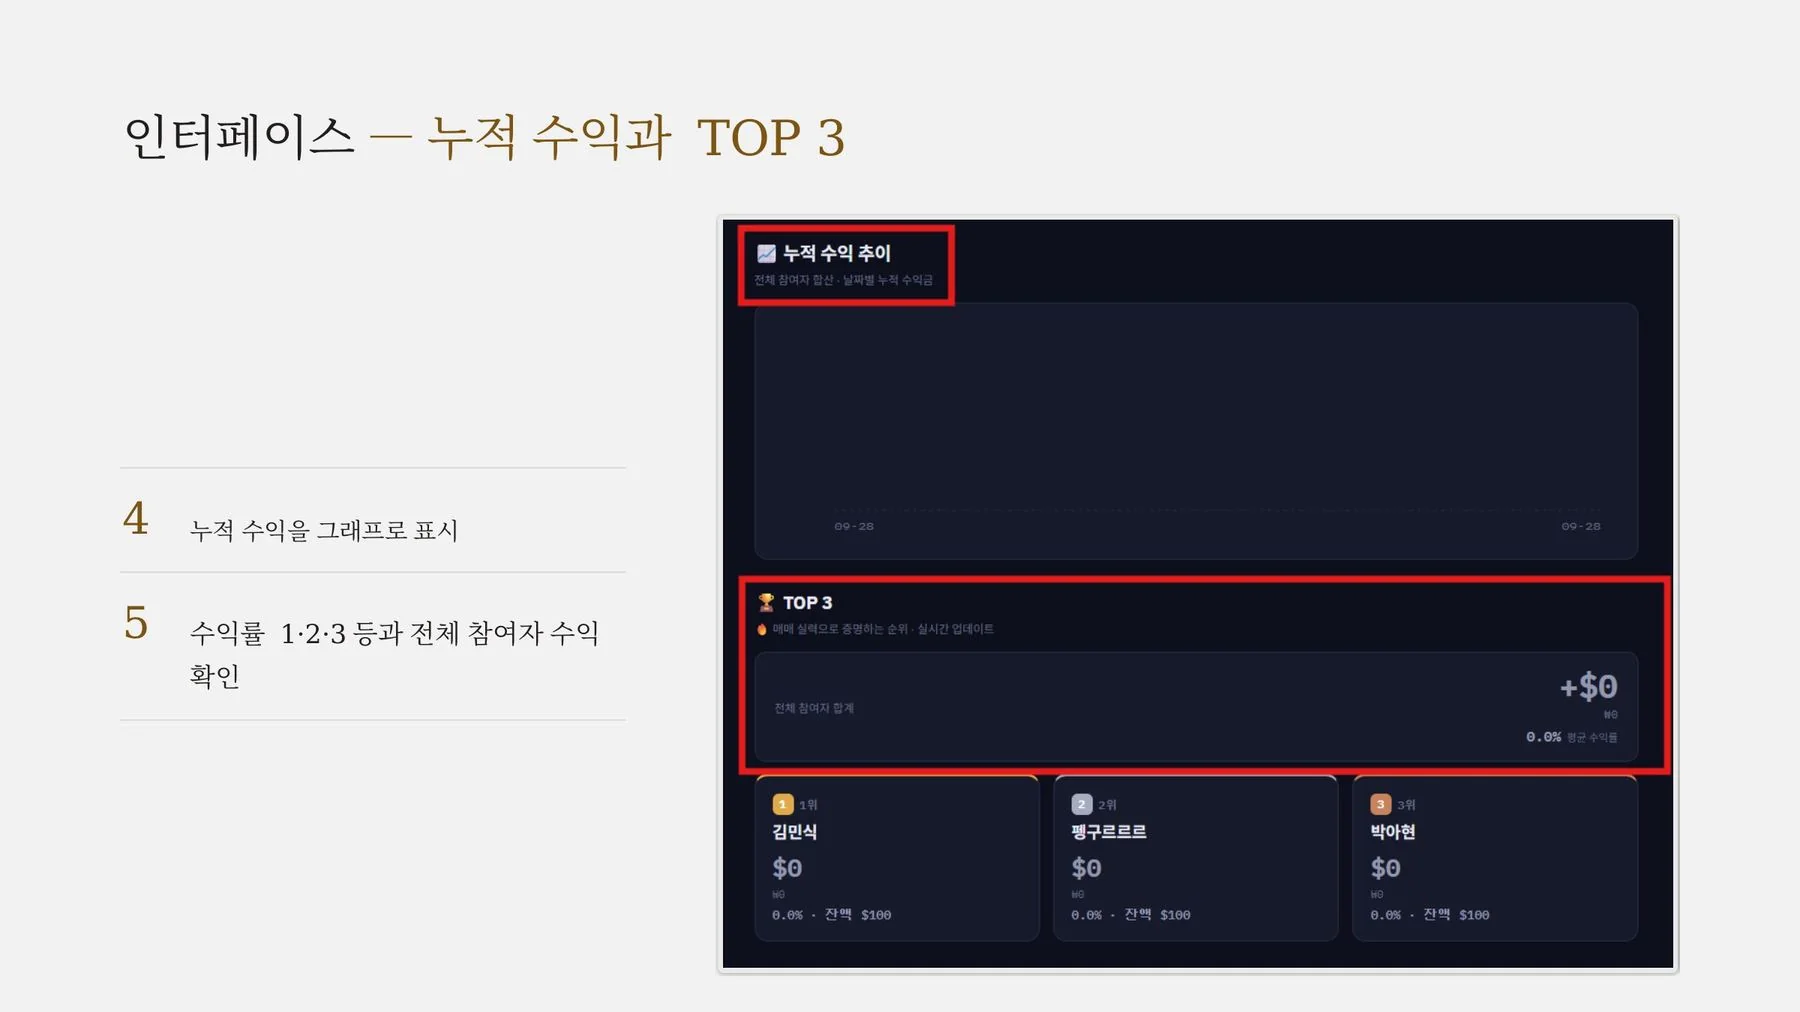 인터페이스 — 누적 수익과 TOP 3
4
누적 수익을 그래프로 표시
5
수익률 1·2·3 등과 전체 참여자 수익
확인
📈 누적 수익 추이
전체 참여자 합산 · 날짜별 누적 수익금
09-28 09-28
🏆 TOP 3
🔥 매매 실력으로 증명하는 순위 · 실시간 업데이트
전체 참여자 합계
+$0
₩0
0.0% 평균 수익률
1 1위
김민식
$0
₩0
0.0% · 잔액 $100
2 2위
펭구르르르
$0
₩0
0.0% · 잔액 $100
3 3위
박아현
$0
₩0
0.0% · 잔액 $100